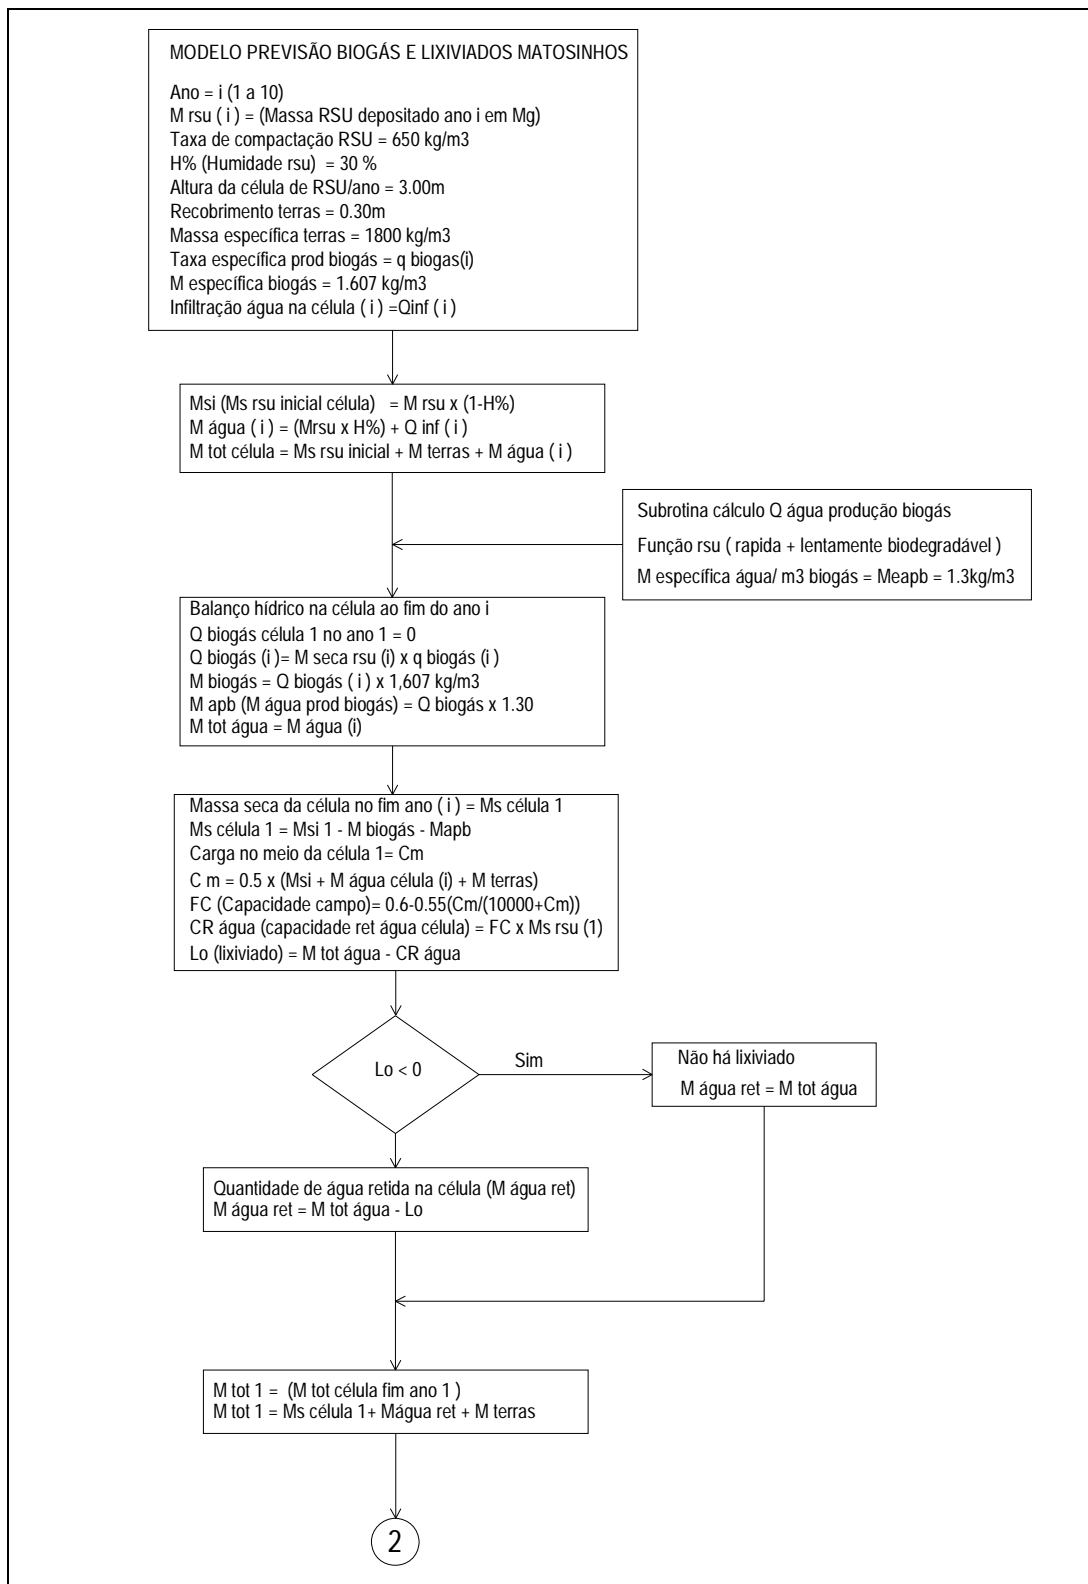 MODELO PREVISÃO BIOGÁS E LIXIVIADOS MATOSINHOS
Ano = i (1 a 10)
M rsu ( i ) = (Massa RSU depositado ano i em Mg)
Taxa de compactação RSU = 650 kg/m3
H% (Humidade rsu) = 30 %
Altura da célula de RSU/ano = 3.00m
Recobrimento terras = 0.30m
Massa específica terras = 1800 kg/m3
Taxa específica prod biogás = q biogas(i)
M específica biogás = 1.607 kg/m3
Infiltração água na célula ( i ) =Qinf ( i )
Msi (Ms rsu inicial célula) = M rsu x (1-H%)
M água ( i ) = (Mrsu x H%) + Q inf ( i )
M tot célula = Ms rsu inicial + M terras + M água ( i )
Subrotina cálculo Q água produção biogás
Função rsu ( rapida + lentamente biodegradável )
M específica água/ m3 biogás = Meapb = 1.3kg/m3
Balanço hídrico na célula ao fim do ano i
Q biogás célula 1 no ano 1 = 0
Q biogás (i )= M seca rsu (i) x q biogás (i )
M biogás = Q biogás ( i ) x 1,607 kg/m3
M apb (M água prod biogás) = Q biogás x 1.30
M tot água = M água (i)
Massa seca da célula no fim ano ( i ) = Ms célula 1
Ms célula 1 = Msi 1 - M biogás - Mapb
Carga no meio da célula 1= Cm
C m = 0.5 x (Msi + M água célula (i) + M terras)
FC (Capacidade campo)= 0.6-0.55(Cm/(10000+Cm))
CR água (capacidade ret água célula) = FC x Ms rsu (1)
Lo (lixiviado) = M tot água - CR água
Lo < 0
Sim
Não há lixiviado
M água ret = M tot água
Quantidade de água retida na célula (M água ret)
M água ret = M tot água - Lo
M tot 1 = (M tot célula fim ano 1 )
M tot 1 = Ms célula 1+ Mágua ret + M terras
2